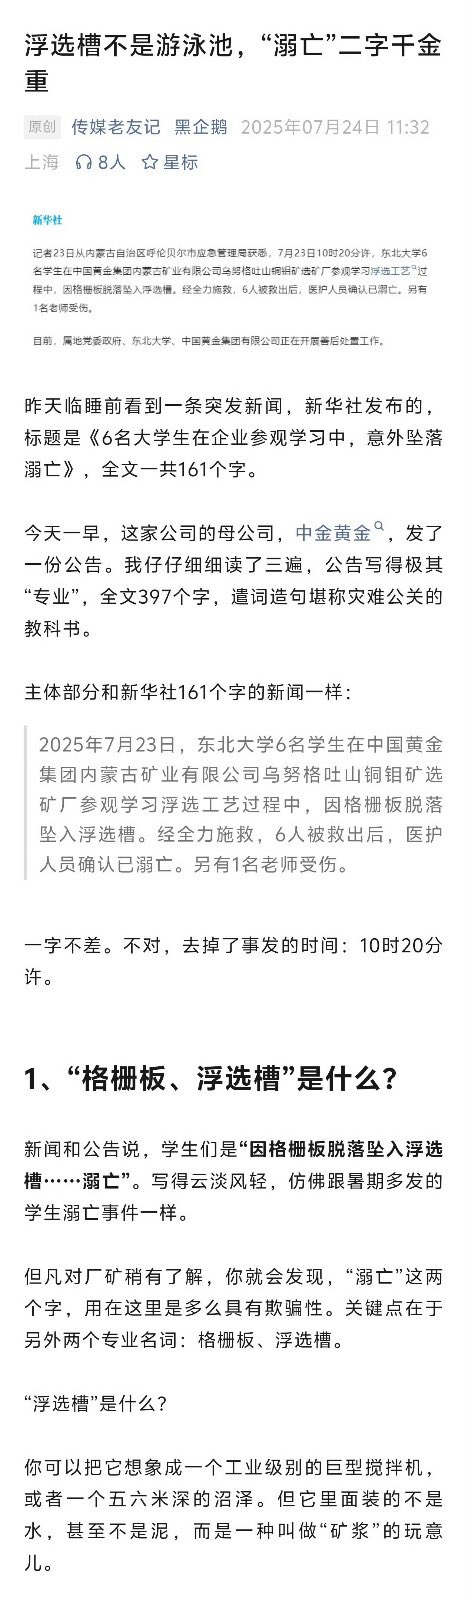 浮选槽不是游泳池，“溺亡”二字千金
重
原创 传媒老友记 黑企鹅 2025年07月24日 11:32
上海 8人 星标
新华社
记者23日从内蒙古自治区呼伦贝尔市应急管理局获悉，7月23日10时20分许，东北大学6
名学生在中国黄金集团内蒙古矿业有限公司乌努格吐山铜钼矿选矿厂参观学习浮选工艺过
程中，因格栅板脱落坠入浮选槽。经全力施救，6人被救出后，医护人员确认已溺亡。另有
1名老师受伤。
目前，属地党委政府、东北大学、中国黄金集团有限公司正在开展善后处置工作。
昨天临睡前看到一条突发新闻，新华社发布的，
标题是《6名大学生在企业参观学习中，意外坠落
溺亡》，全文一共161个字。
今天一早，这家公司的母公司，中金黄金，发了
一份公告。我仔仔细细读了三遍，公告写得极其
“专业”，全文397个字，遣词造句堪称灾难公关的
教科书。
主体部分和新华社161个字的新闻一样：
2025年7月23日，东北大学6名学生在中国黄金
集团内蒙古矿业有限公司乌努格吐山铜钼矿选
矿厂参观学习浮选工艺过程中，因格栅板脱落
坠入浮选槽。经全力施救，6人被救出后，医护
人员确认已溺亡。另有1名老师受伤。
一字不差。不对，去掉了事发的时间：10时20分
许。
1、“格栅板、浮选槽”是什么？
新闻和公告说，学生们是“因格栅板脱落坠入浮选
槽……溺亡”。写得云淡风轻，仿佛跟暑期多发的
学生溺亡事件一样。
但凡对厂矿稍有了解，你就会发现，“溺亡”这两
个字，用在这里是多么具有欺骗性。关键点在于
另外两个专业名词：格栅板、浮选槽。
“浮选槽”是什么？
你可以把它想象成一个工业级别的巨型搅拌机，
或者一个五六米深的沼泽。但它里面装的不是
水，甚至不是泥，而是一种叫做“矿浆”的玩意
儿。